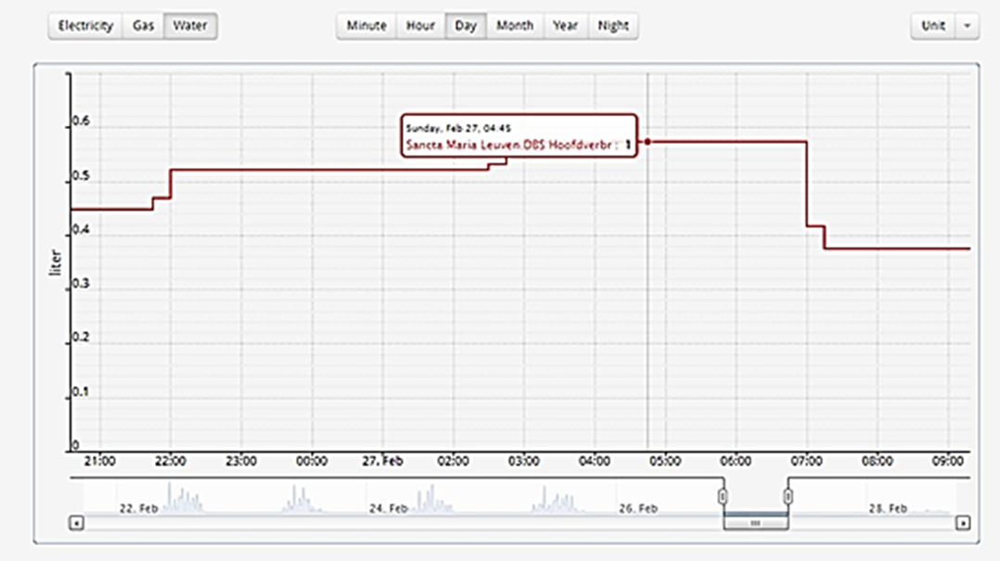 Electricity Gas Water
Minute Hour Day Month Year Night
Unit
0.6
0.5
0.4
0.3
0.2
0.1
0
liter
Sunday, Feb 27, 04:45
Sancta Maria Leuven.DBS Hoofdverbr : 1
21:00 22:00 23:00 00:00 27. Feb 02:00 03:00 04:00 05:00 06:00 07:00 08:00 09:00
22. Feb 24. Feb 26. Feb 28. Feb